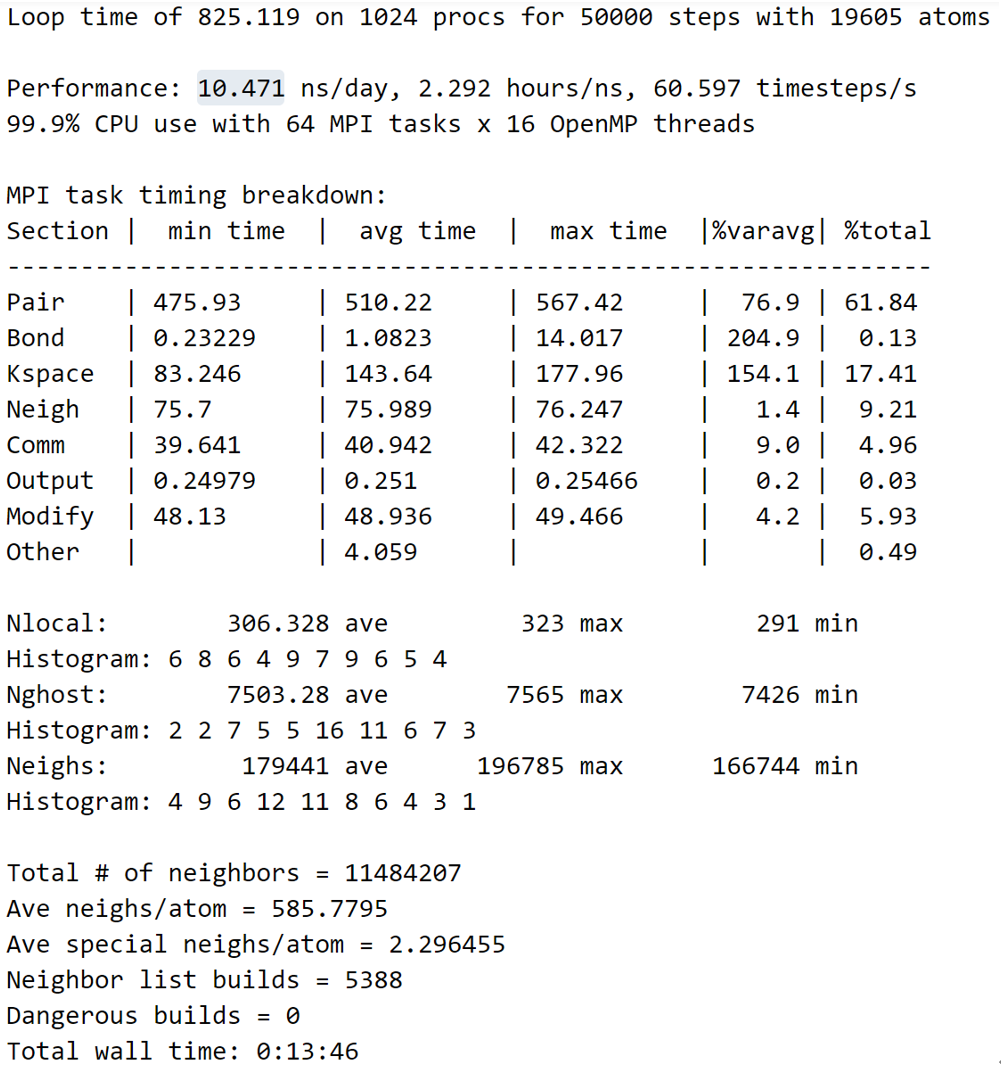 Loop time of 825.119 on 1024 procs for 50000 steps with 19605 atoms
Performance: 10.471 ns/day, 2.292 hours/ns, 60.597 timesteps/s
99.9% CPU use with 64 MPI tasks x 16 OpenMP threads
MPI task timing breakdown:
Section |  min time  |  avg time  |  max time  |%varavg| %total
---------------------------------------------------------------
Pair    | 475.93     | 510.22     | 567.42     |  76.9 | 61.84
Bond    | 0.23229    | 1.0823     | 14.017     | 204.9 |  0.13
Kspace  | 83.246     | 143.64     | 177.96     | 154.1 | 17.41
Neigh   | 75.7       | 75.989     | 76.247     |   1.4 |  9.21
Comm    | 39.641     | 40.942     | 42.322     |   9.0 |  4.96
Output  | 0.24979    | 0.251      | 0.25466    |   0.2 |  0.03
Modify  | 48.13      | 48.936     | 49.466     |   4.2 |  5.93
Other   |            | 4.059      |            |       |  0.49
Nlocal:        306.328 ave         323 max         291 min
Histogram: 6 8 6 4 9 7 9 6 5 4
Nghost:        7503.28 ave        7565 max        7426 min
Histogram: 2 2 7 5 5 16 11 6 7 3
Neighs:         179441 ave      196785 max      166744 min
Histogram: 4 9 6 12 11 8 6 4 3 1
Total # of neighbors = 11484207
Ave neighs/atom = 585.7795
Ave special neighs/atom = 2.296455
Neighbor list builds = 5388
Dangerous builds = 0
Total wall time: 0:13:46